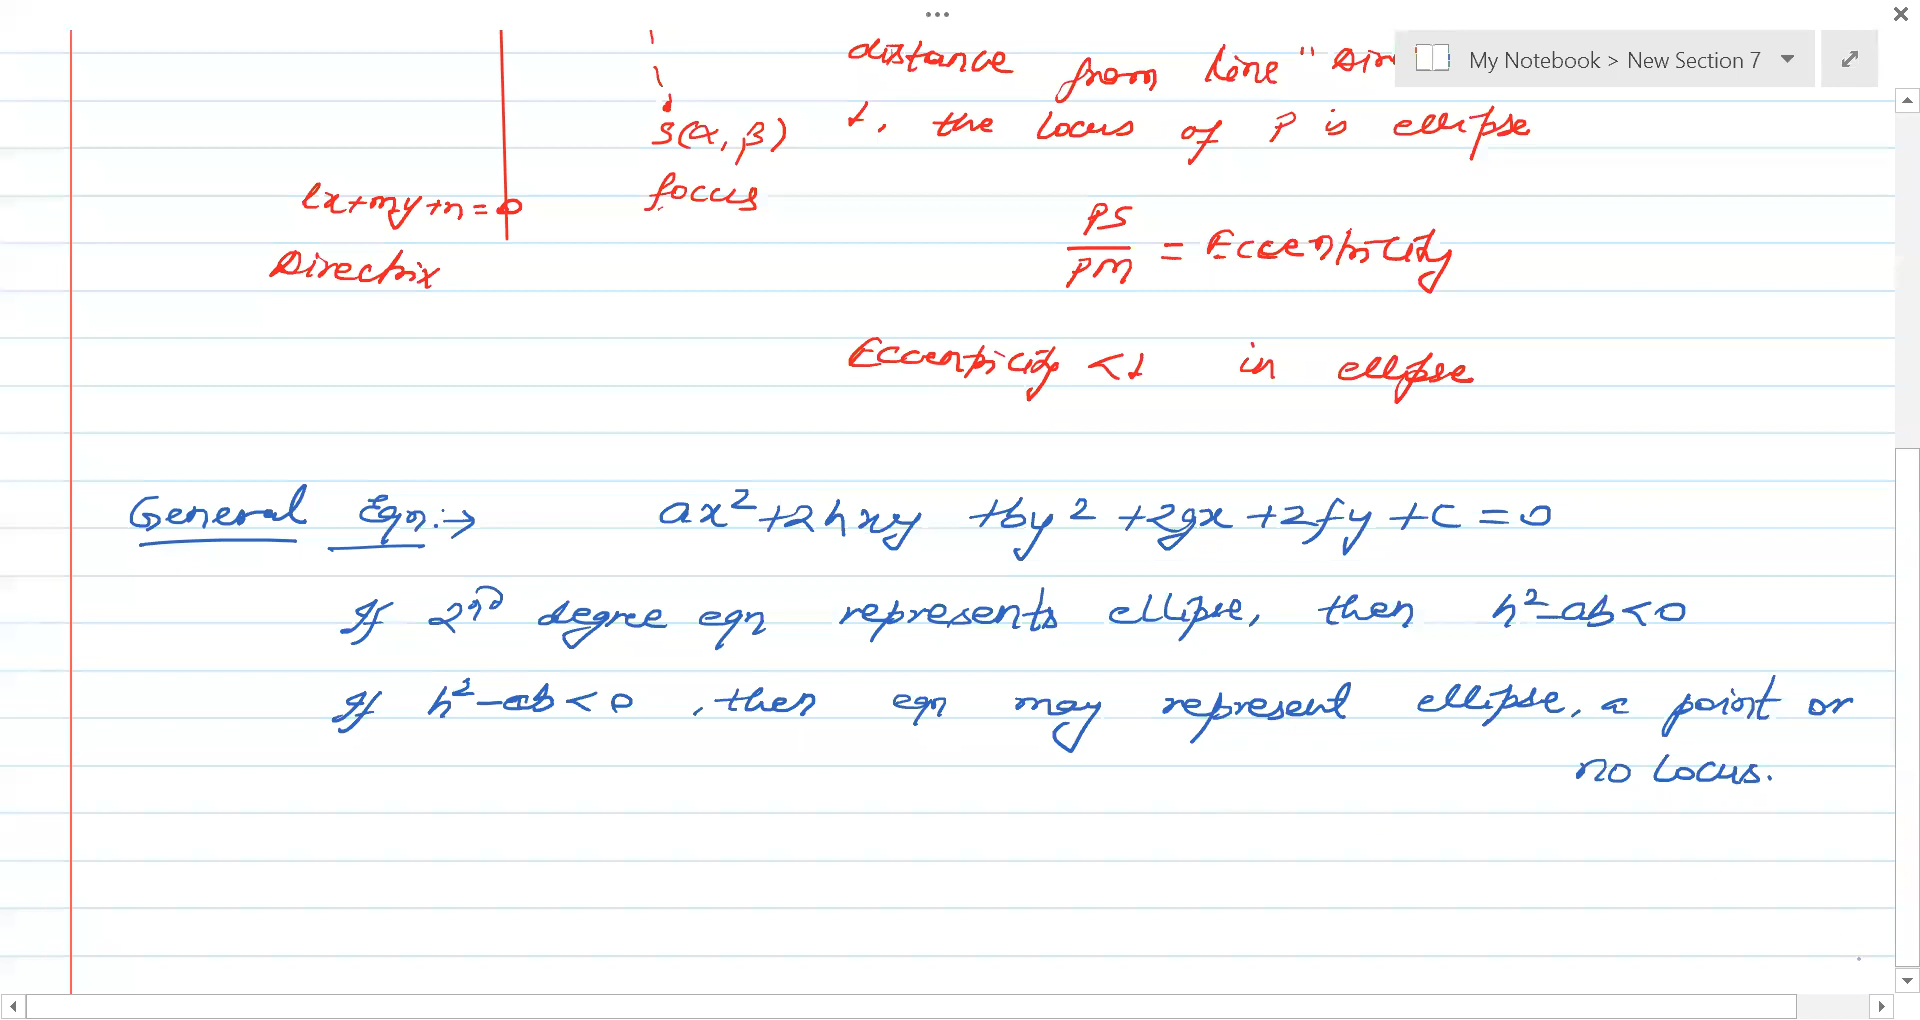 distance from line "Dir
1, the locus of P is ellipse
S(α, β)
focus
lx+my+n=0
Directrix
PS
PM
= Eccentricity
Eccentricity <1 in ellipse
General Eqn:→ ax²+2hxy+by²+2gx+2fy+c=0
If 2nd degree eqn represents ellipse, then h²-ab<0
If h²-ab<0, then eqn may represent ellipse, a point or
no locus.
My Notebook > New Section 7